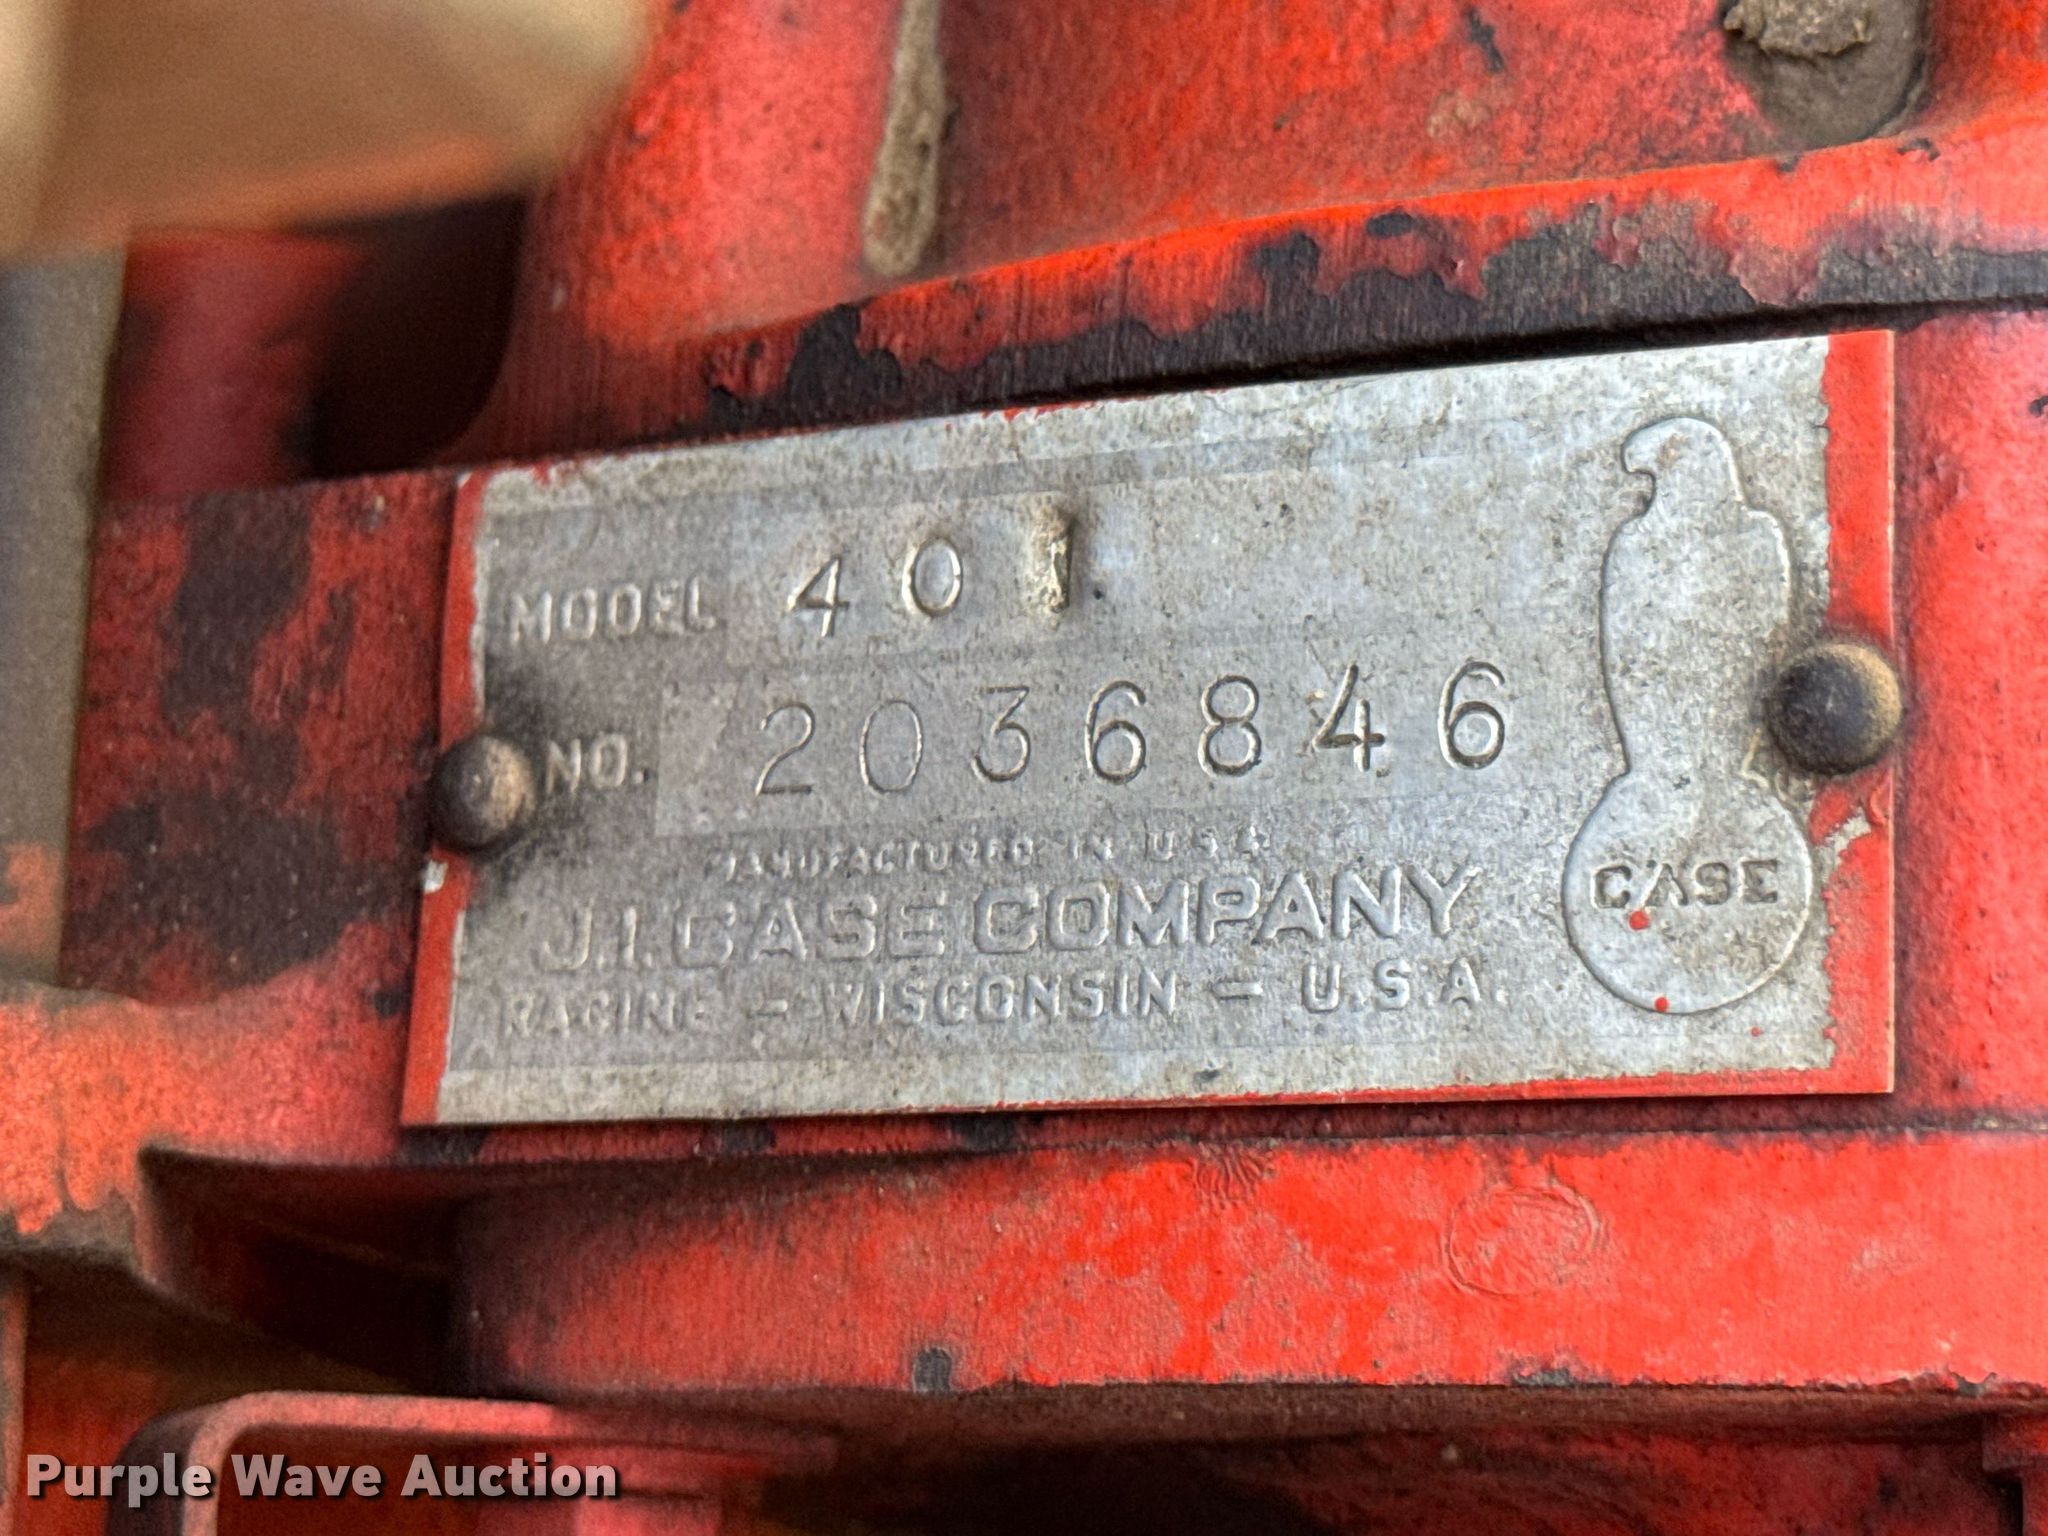 MODEL 401
NO. 2036846
MANUFACTURED IN U.S.A.
J.I. CASE COMPANY
RACINE - WISCONSIN - U.S.A.
CASE
Purple Wave Auction